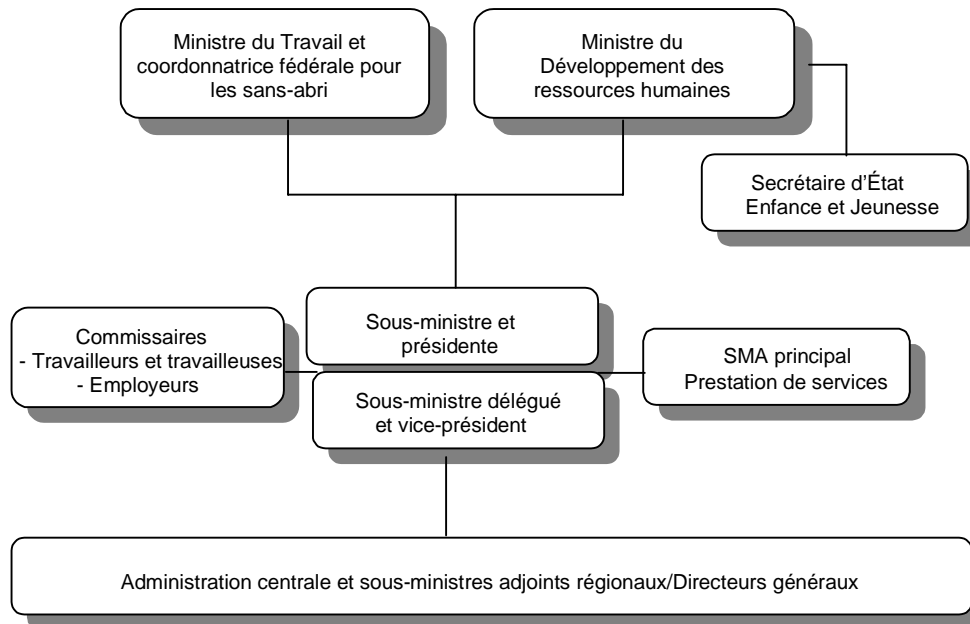 Ministre du Travail et
coordonnatrice fédérale pour
les sans-abri
Ministre du
Développement des
ressources humaines
Secrétaire d'État
Enfance et Jeunesse
Sous-ministre et
présidente
Commissaires
- Travailleurs et travailleuses
- Employeurs
SMA principal
Prestation de services
Sous-ministre délégué
et vice-président
Administration centrale et sous-ministres adjoints régionaux/Directeurs généraux